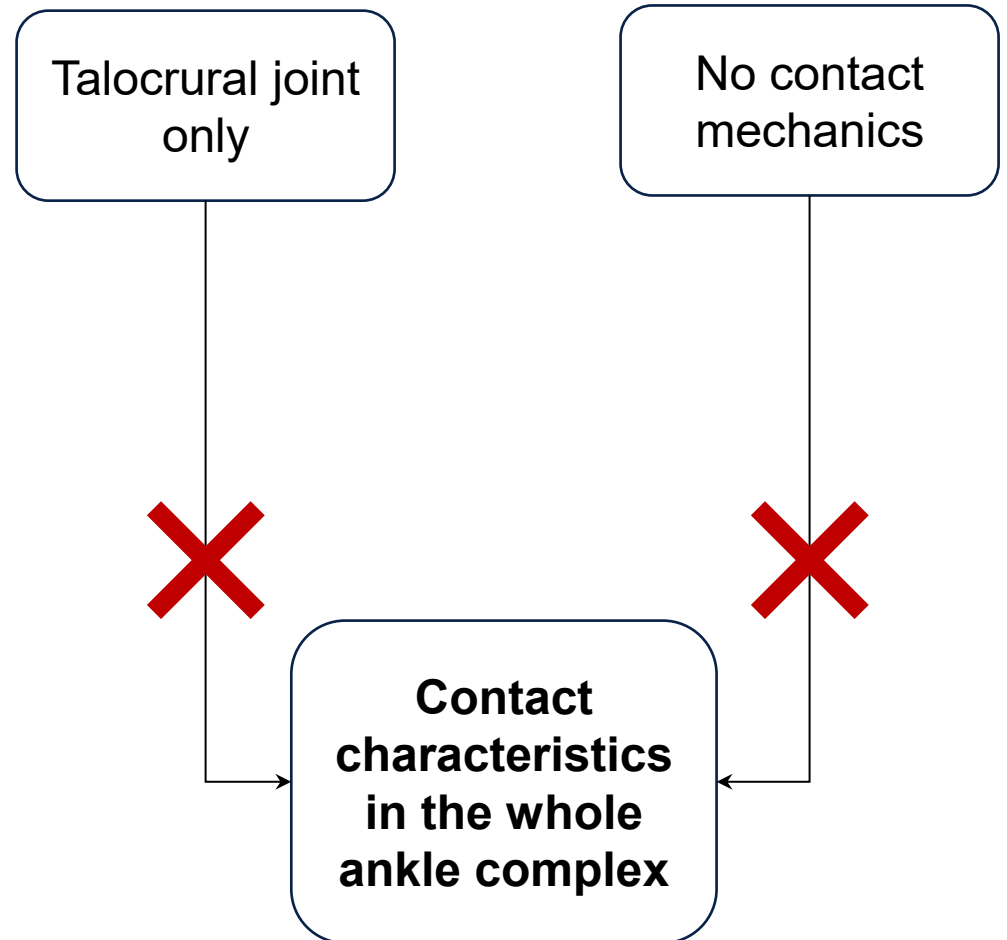 Talocrural joint
only
No contact
mechanics
Contact
characteristics
in the whole
ankle complex